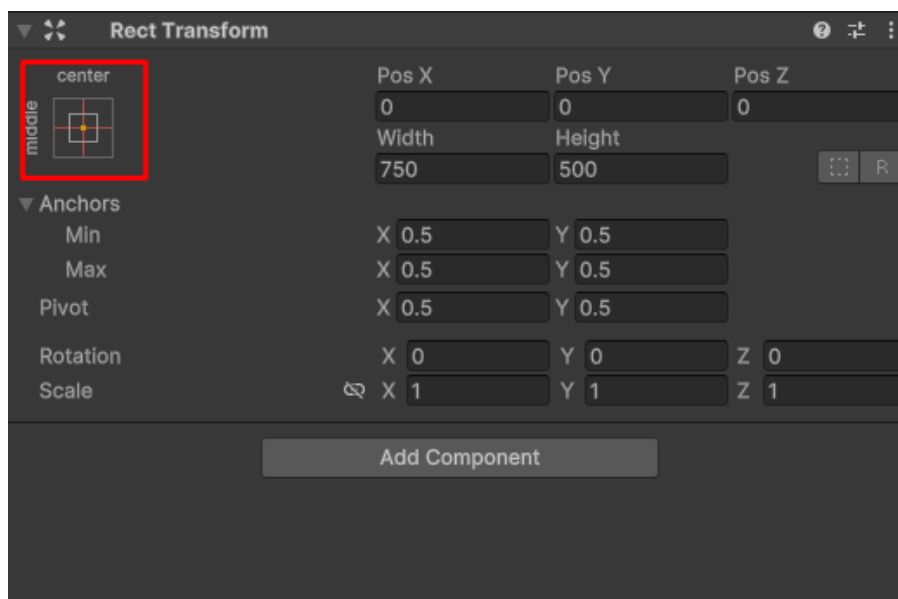 Rect Transform
center
middle
Pos X Pos Y Pos Z
0 0 0
Width Height
750 500
R
Anchors
Min X 0.5 Y 0.5
Max X 0.5 Y 0.5
Pivot X 0.5 Y 0.5
Rotation X 0 Y 0 Z 0
Scale X 1 Y 1 Z 1
Add Component